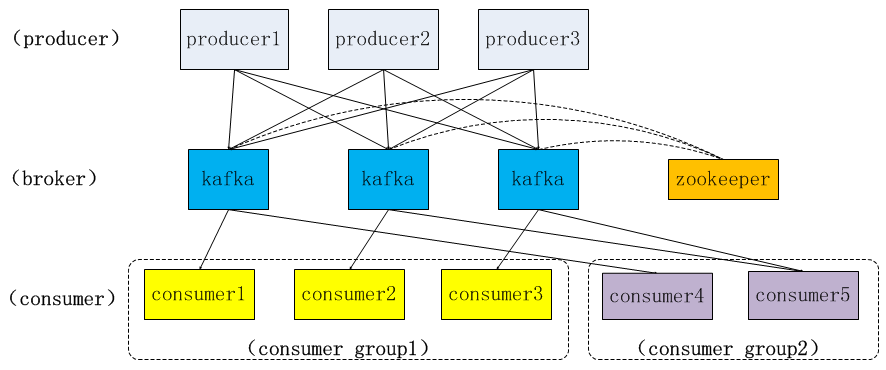 (producer) producer1 producer2 producer3
(broker) kafka kafka kafka zookeeper
(consumer) consumer1 consumer2 consumer3 consumer4 consumer5
(consumer group1) (consumer group2)